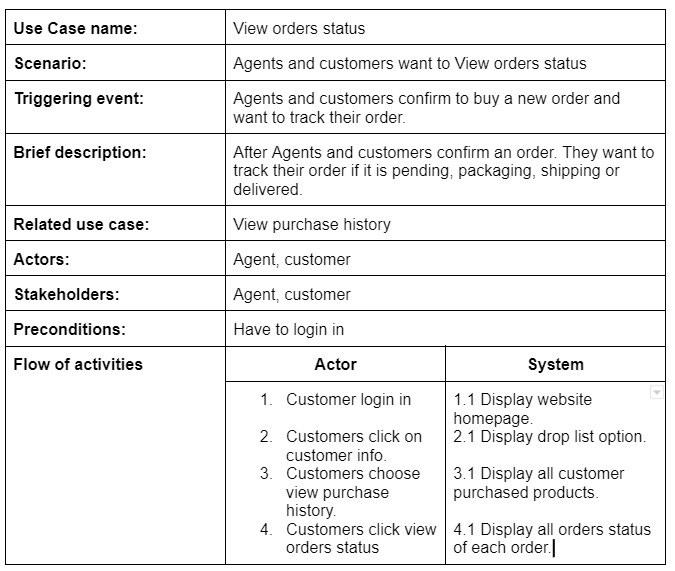 Use Case name: View orders status
Scenario: Agents and customers want to View orders status
Triggering event: Agents and customers confirm to buy a new order and
want to track their order.
Brief description: After Agents and customers confirm an order. They want to
track their order if it is pending, packaging, shipping or
delivered.
Related use case: View purchase history
Actors: Agent, customer
Stakeholders: Agent, customer
Preconditions: Have to login in
Flow of activities Actor System
1. Customer login in
2. Customers click on
customer info.
3. Customers choose
view purchase
history.
4. Customers click view
orders status
1.1 Display website
homepage.
2.1 Display drop list option.
3.1 Display all customer
purchased products.
4.1 Display all orders status
of each order.